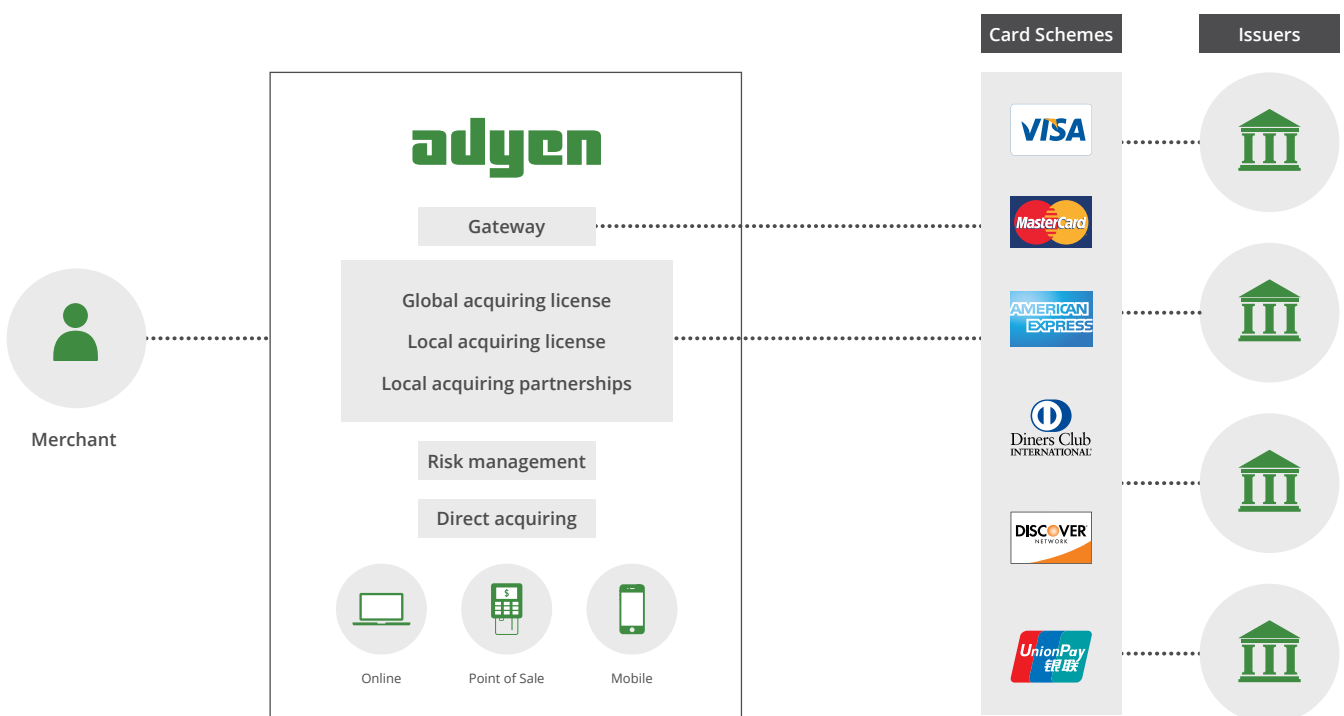 Card Schemes
Issuers
adyen
Gateway
Global acquiring license
Local acquiring license
Local acquiring partnerships
Risk management
Direct acquiring
$
Online
Point of Sale
Mobile
Merchant
VISA
MasterCard
AMERICAN
EXPRESS
Diners Club
INTERNATIONAL
DISCOVER
NETWORK
UnionPay
银联